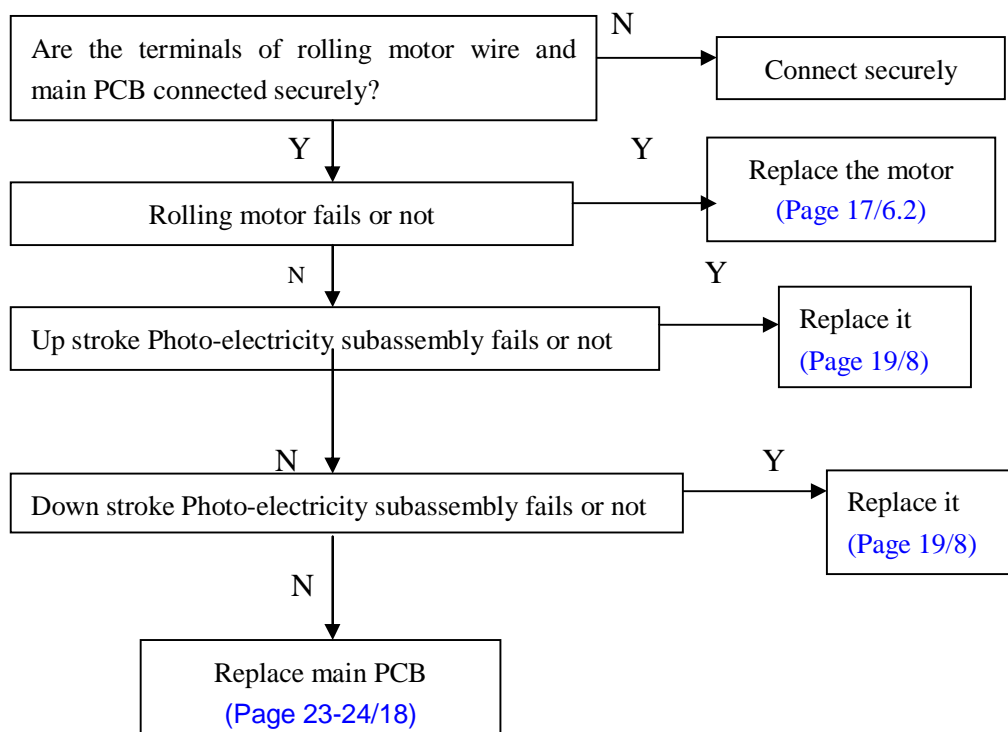 Are the terminals of rolling motor wire and
main PCB connected securely?
N
Connect securely
Y
Y
Rolling motor fails or not
Replace the motor
(Page 17/6.2)
N
Y
Up stroke Photo-electricity subassembly fails or not
Replace it
(Page 19/8)
N
Y
Down stroke Photo-electricity subassembly fails or not
Replace it
(Page 19/8)
N
Replace main PCB
(Page 23-24/18)